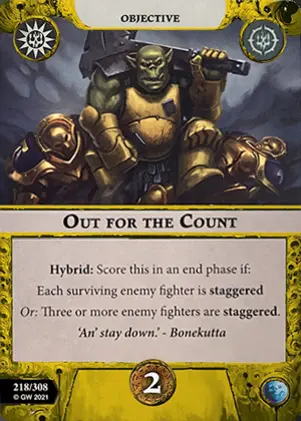 OBJECTIVE
OUT FOR THE COUNT
Hybrid: Score this in an end phase if:
Each surviving enemy fighter is staggered
Or: Three or more enemy fighters are staggered.
‘An’ stay down.’ - Bonekutta
218/308
© GW 2021
2